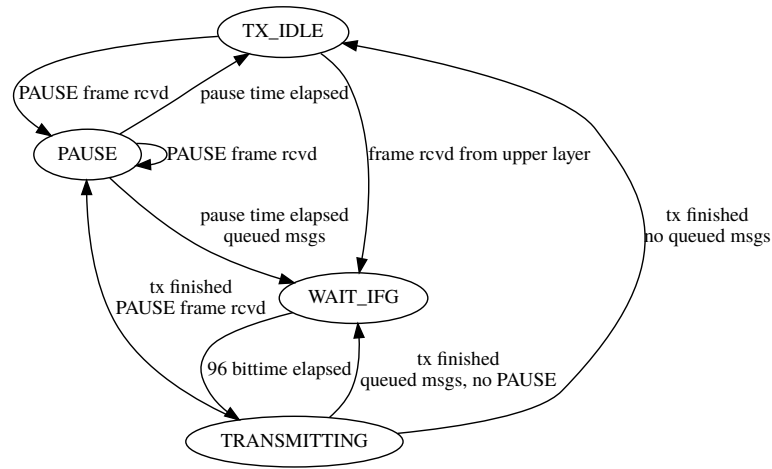 TX_IDLE
PAUSE frame rcvd
pause time elapsed
PAUSE
PAUSE frame rcvd
frame rcvd from upper layer
pause time elapsed
queued msgs
tx finished
no queued msgs
tx finished
PAUSE frame rcvd
WAIT_IFG
96 bittime elapsed
tx finished
queued msgs, no PAUSE
TRANSMITTING